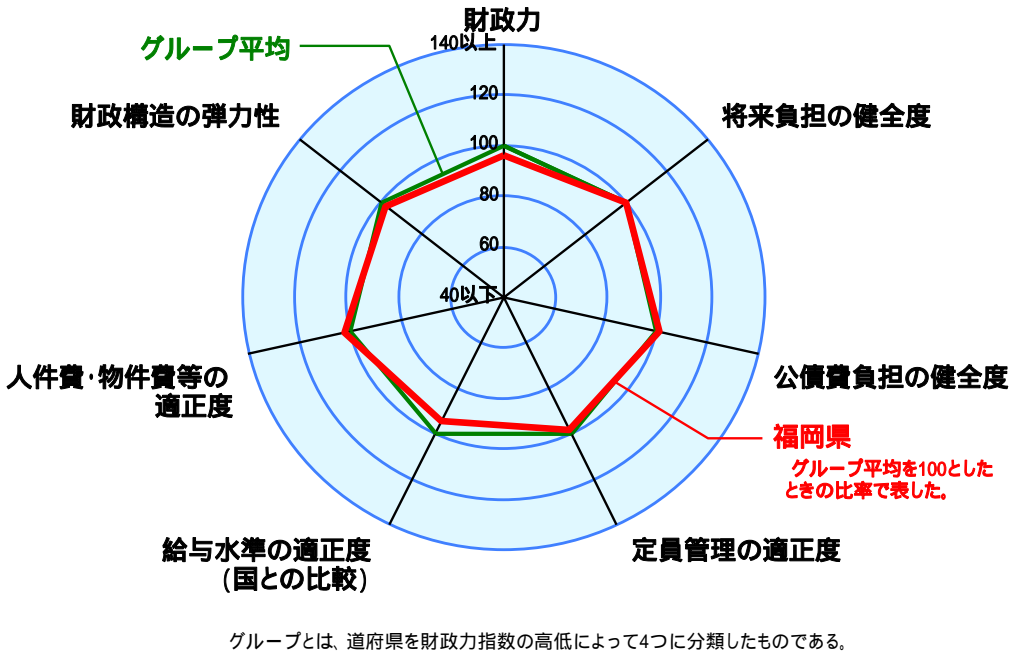 財政力
140以上
グループ平均
120
財政構造の弾力性
将来負担の健全度
100
80
60
40以下
人件費・物件費等の
適正度
公債費負担の健全度
福岡県
グループ平均を100とした
ときの比率で表した。
給与水準の適正度
(国との比較)
定員管理の適正度
グループとは、道府県を財政力指数の高低によって4つに分類したものである。